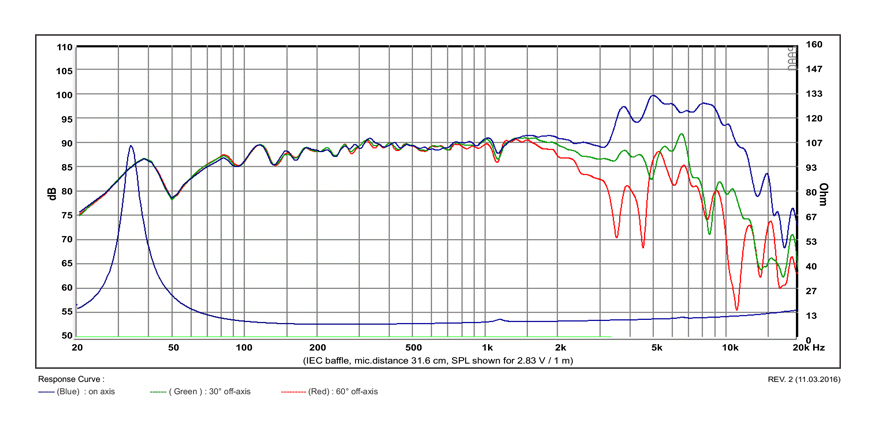 110 160
105 147
100 133
95 120
90 107
85 93
80 80
75 67
70 53
65 40
60 27
55 13
50 0
dB
Ohm
20 50 100 200 500 1k 2k 5k 10k 20k Hz
(IEC baffle, mic.distance 31.6 cm, SPL shown for 2.83 V / 1 m)
Response Curve :
REV. 2 (11.03.2016)
(Blue) : on axis ( Green ) : 30° off-axis (Red) : 60° off-axis